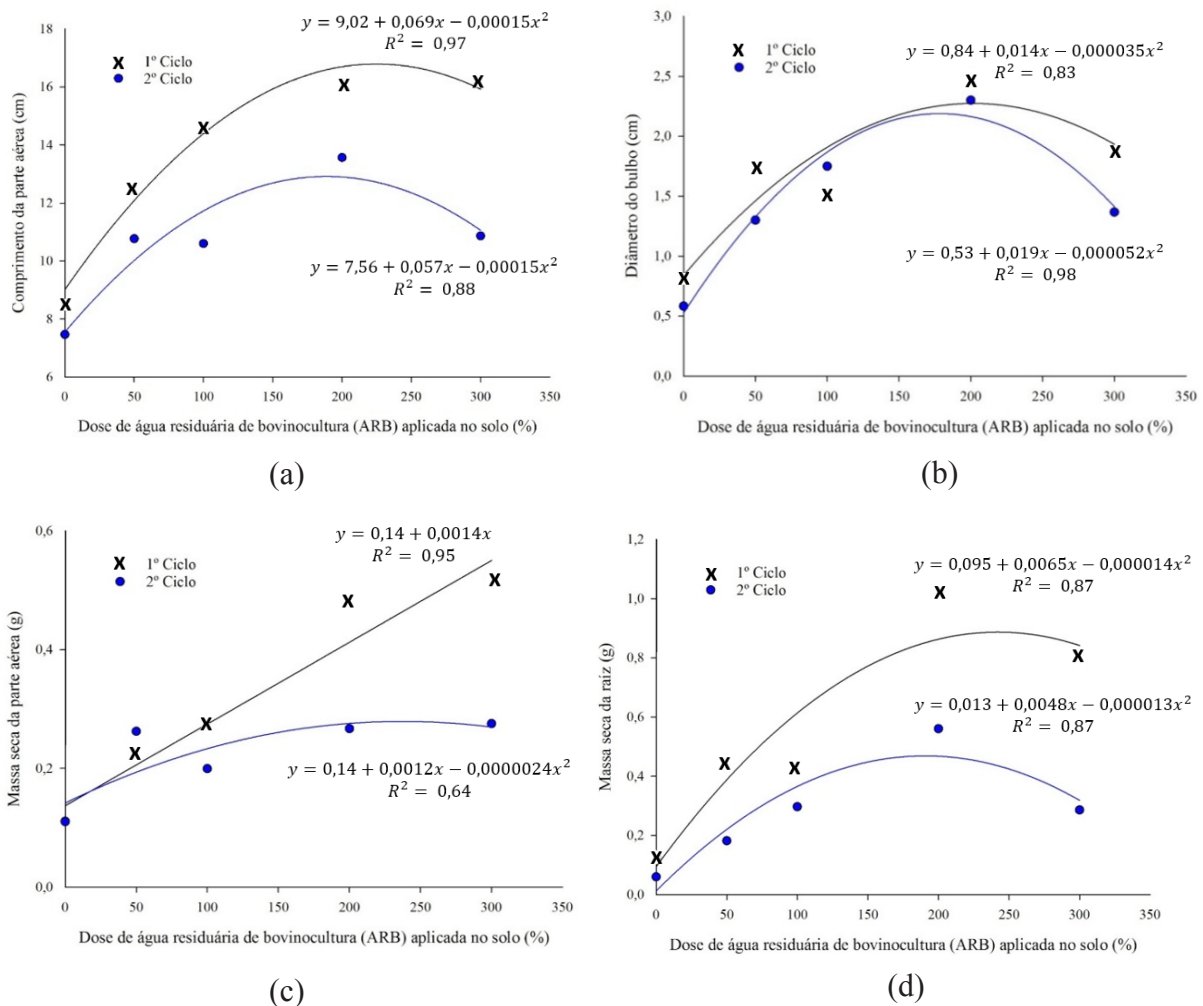 18
16
14
12
10
8
6
Comprimento da parte aérea (cm)
1º Ciclo
2º Ciclo
y = 9,02 + 0,069x − 0,00015x²
R² = 0,97
y = 7,56 + 0,057x − 0,00015x²
R² = 0,88
0 50 100 150 200 250 300 350
Dose de água residuária de bovinocultura (ARB) aplicada no solo (%)
(a)
3,0
2,5
2,0
1,5
1,0
0,5
0,0
Diâmetro do bulbo (cm)
1º Ciclo
2º Ciclo
y = 0,84 + 0,014x − 0,000035x²
R² = 0,83
y = 0,53 + 0,019x − 0,000052x²
R² = 0,98
0 50 100 150 200 250 300 350
Dose de água residuária de bovinocultura (ARB) aplicada no solo (%)
(b)
0,6
0,4
0,2
0,0
Massa seca da parte aérea (g)
1º Ciclo
2º Ciclo
y = 0,14 + 0,0014x
R² = 0,95
y = 0,14 + 0,0012x − 0,0000024x²
R² = 0,64
0 50 100 150 200 250 300 350
Dose de água residuária de bovinocultura (ARB) aplicada no solo (%)
(c)
1,2
1,0
0,8
0,6
0,4
0,2
0,0
Massa seca da raíz (g)
1º Ciclo
2º Ciclo
y = 0,095 + 0,0065x − 0,000014x²
R² = 0,87
y = 0,013 + 0,0048x − 0,000013x²
R² = 0,87
0 50 100 150 200 250 300 350
Dose de água residuária de bovinocultura (ARB) aplicada no solo (%)
(d)